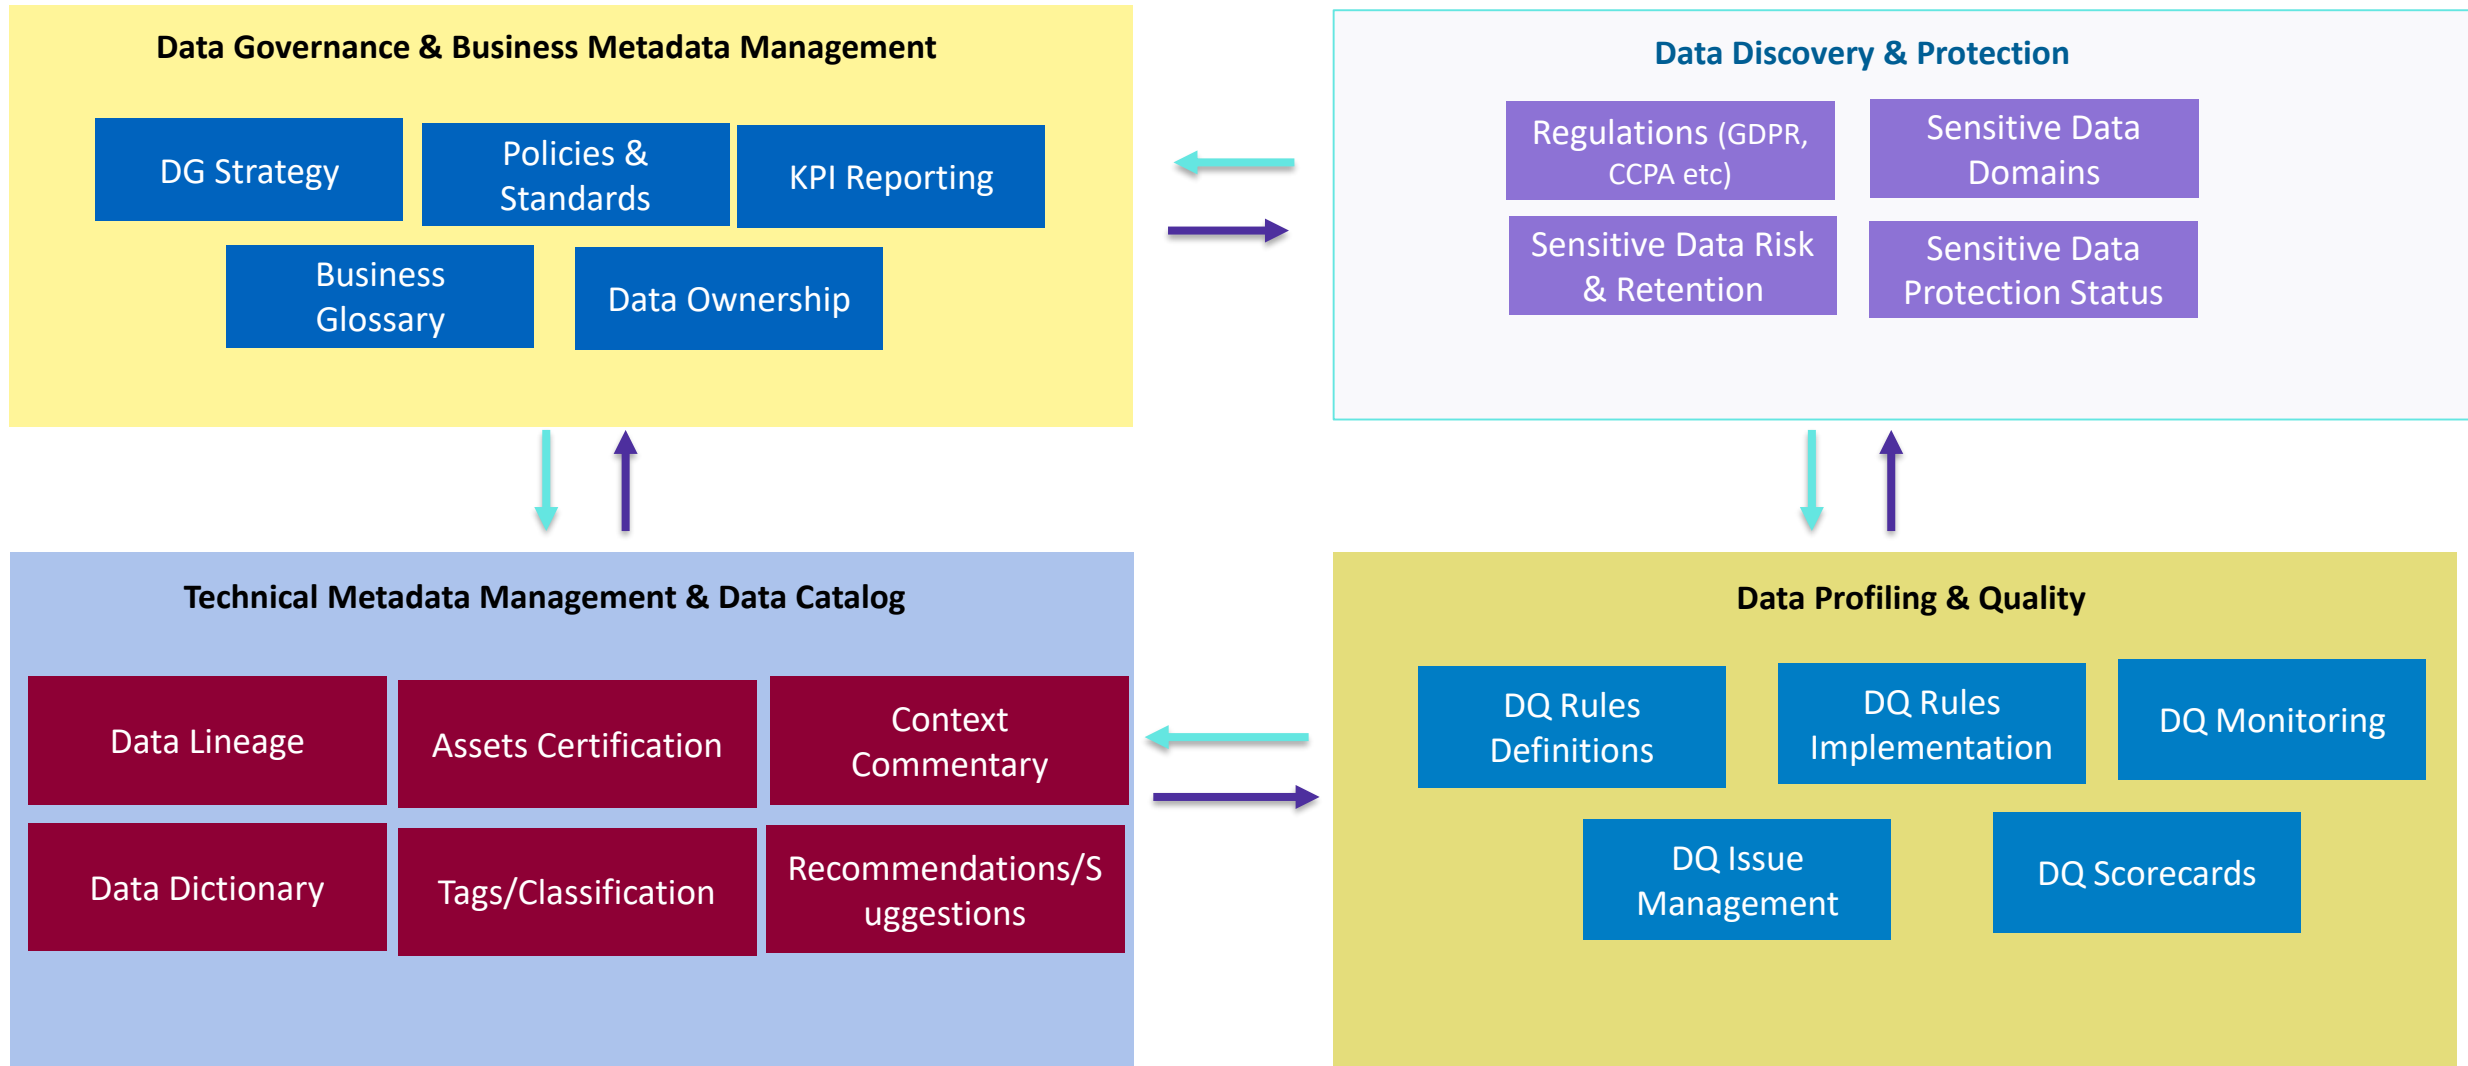 Data Governance & Business Metadata Management
DG Strategy
Policies &
Standards
KPI Reporting
Business
Glossary
Data Ownership
Data Discovery & Protection
Regulations (GDPR,
CCPA etc)
Sensitive Data
Domains
Sensitive Data Risk
& Retention
Sensitive Data
Protection Status
Technical Metadata Management & Data Catalog
Data Lineage
Assets Certification
Context
Commentary
Data Dictionary
Tags/Classification
Recommendations/S
uggestions
Data Profiling & Quality
DQ Rules
Definitions
DQ Rules
Implementation
DQ Monitoring
DQ Issue
Management
DQ Scorecards